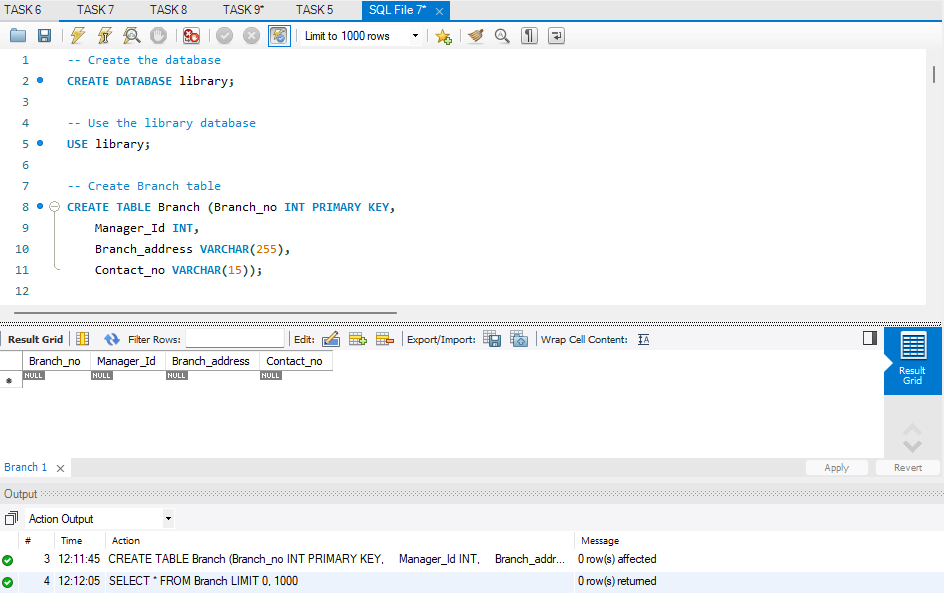 TASK 6 TASK 7 TASK 8 TASK 9* TASK 5 SQL File 7*
Limit to 1000 rows
1 -- Create the database
2 CREATE DATABASE library;
3
4 -- Use the library database
5 USE library;
6
7 -- Create Branch table
8 CREATE TABLE Branch (Branch_no INT PRIMARY KEY,
9 Manager_Id INT,
10 Branch_address VARCHAR(255),
11 Contact_no VARCHAR(15));
12
Result Grid Filter Rows: Edit: Export/Import: Wrap Cell Content:
Branch_no Manager_Id Branch_address Contact_no
NULL NULL NULL NULL
Result
Grid
Branch 1 Apply Revert
Output
Action Output
# Time Action Message
3 12:11:45 CREATE TABLE Branch (Branch_no INT PRIMARY KEY, Manager_Id INT, Branch_addr... 0 row(s) affected
4 12:12:05 SELECT * FROM Branch LIMIT 0, 1000 0 row(s) returned